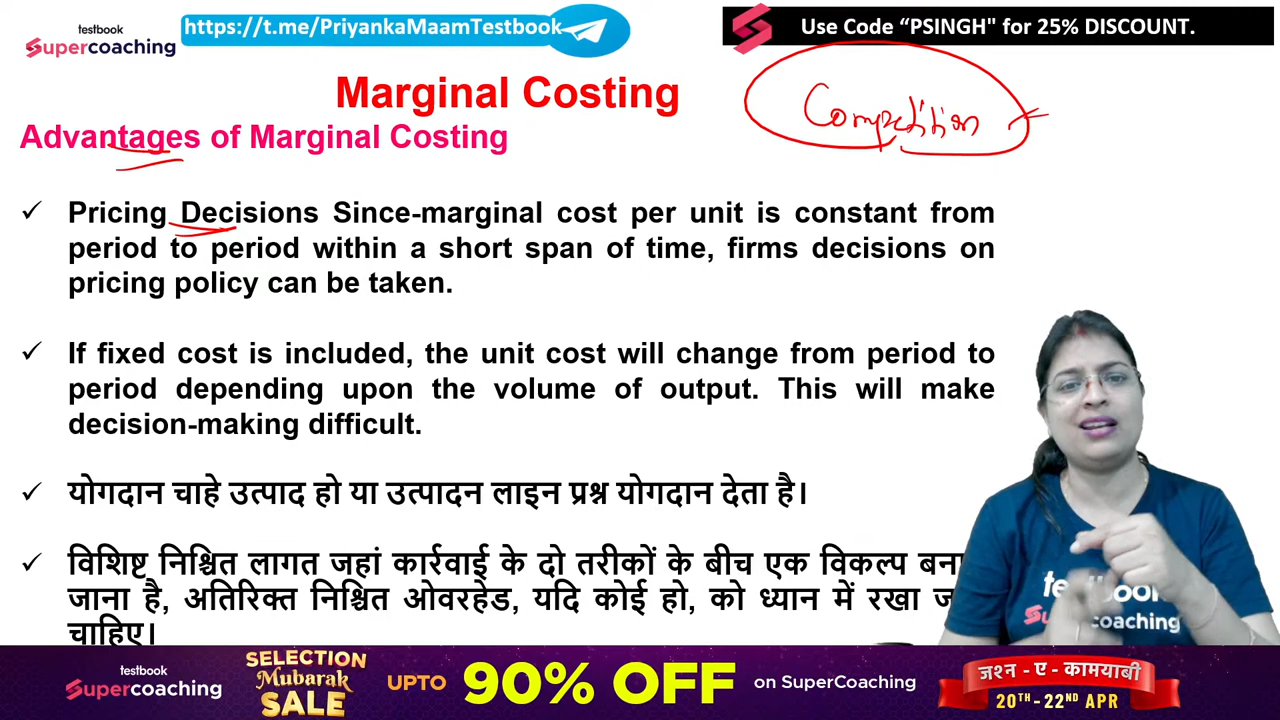 testbook
Supercoaching
https://t.me/PriyankaMaamTestbook
Use Code “PSINGH" for 25% DISCOUNT.
Marginal Costing
Competition
Advantages of Marginal Costing
✓ Pricing Decisions Since-marginal cost per unit is constant from
period to period within a short span of time, firms decisions on
pricing policy can be taken.
✓ If fixed cost is included, the unit cost will change from period to
period depending upon the volume of output. This will make
decision-making difficult.
✓ योगदान चाहे उत्पाद हो या उत्पादन लाइन प्रश्न योगदान देता है।
✓ विशिष्ट निश्चित लागत जहां कार्रवाई के दो तरीकों के बीच एक विकल्प
जाना है, अतिरिक्त निश्चित ओवरहेड, यदि कोई हो, को ध्यान में रखा
चाहिए।
testbook
Supercoaching
testbook
Supercoaching
SELECTION
Mubarak
SALE
UPTO 90% OFF on SuperCoaching
जश्न - ए - कामयाबी
20TH - 22ND APR